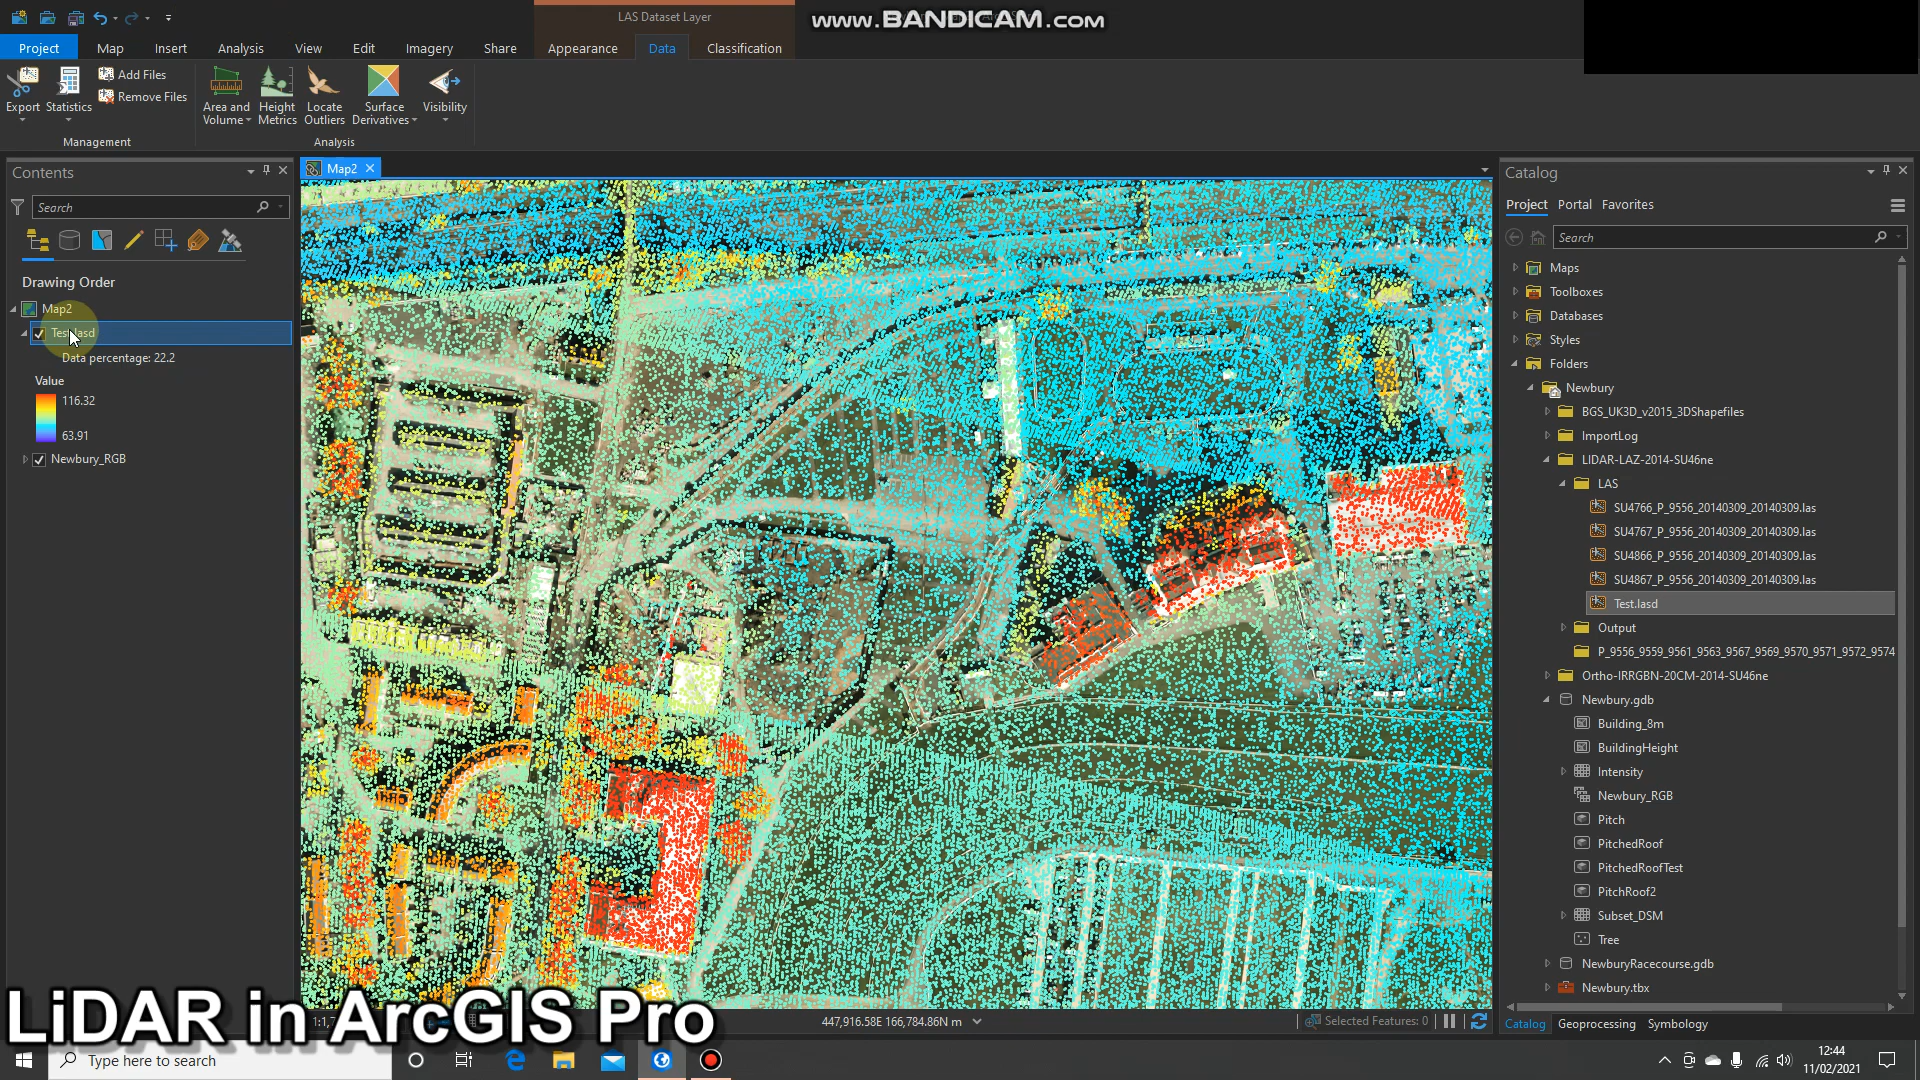 LAS Dataset Layer
www.BANDICAM.com
Project
Map
Insert
Analysis
View
Edit
Imagery
Share
Appearance
Data
Classification
Export
Statistics
Add Files
Remove Files
Area and Volume
Height Metrics
Locate Outliers
Surface Derivatives
Visibility
Management
Analysis
Contents
Map2
Catalog
Search
Project
Portal
Favorites
Search
Drawing Order
Map2
Test.lasd
Data percentage: 22.2
Value
116.32
63.91
Newbury_RGB
Maps
Toolboxes
Databases
Styles
Folders
Newbury
BGS_UK3D_v2015_3DShapefiles
ImportLog
LIDAR-LAZ-2014-SU46ne
LAS
SU4766_P_9556_20140309_20140309.las
SU4767_P_9556_20140309_20140309.las
SU4866_P_9556_20140309_20140309.las
SU4867_P_9556_20140309_20140309.las
Test.lasd
Output
P_9556_9559_9561_9563_9567_9569_9570_9571_9572_9574
Ortho-IRRGBN-20CM-2014-SU46ne
Newbury.gdb
Building_8m
BuildingHeight
Intensity
Newbury_RGB
Pitch
PitchedRoof
PitchedRoofTest
PitchRoof2
Subset_DSM
Tree
NewburyRacecourse.gdb
Newbury.tbx
LiDAR in ArcGIS Pro
1:1,7
447,916.58E 166,784.86N m
Selected Features: 0
Catalog
Geoprocessing
Symbology
Type here to search
12:44
11/02/2021